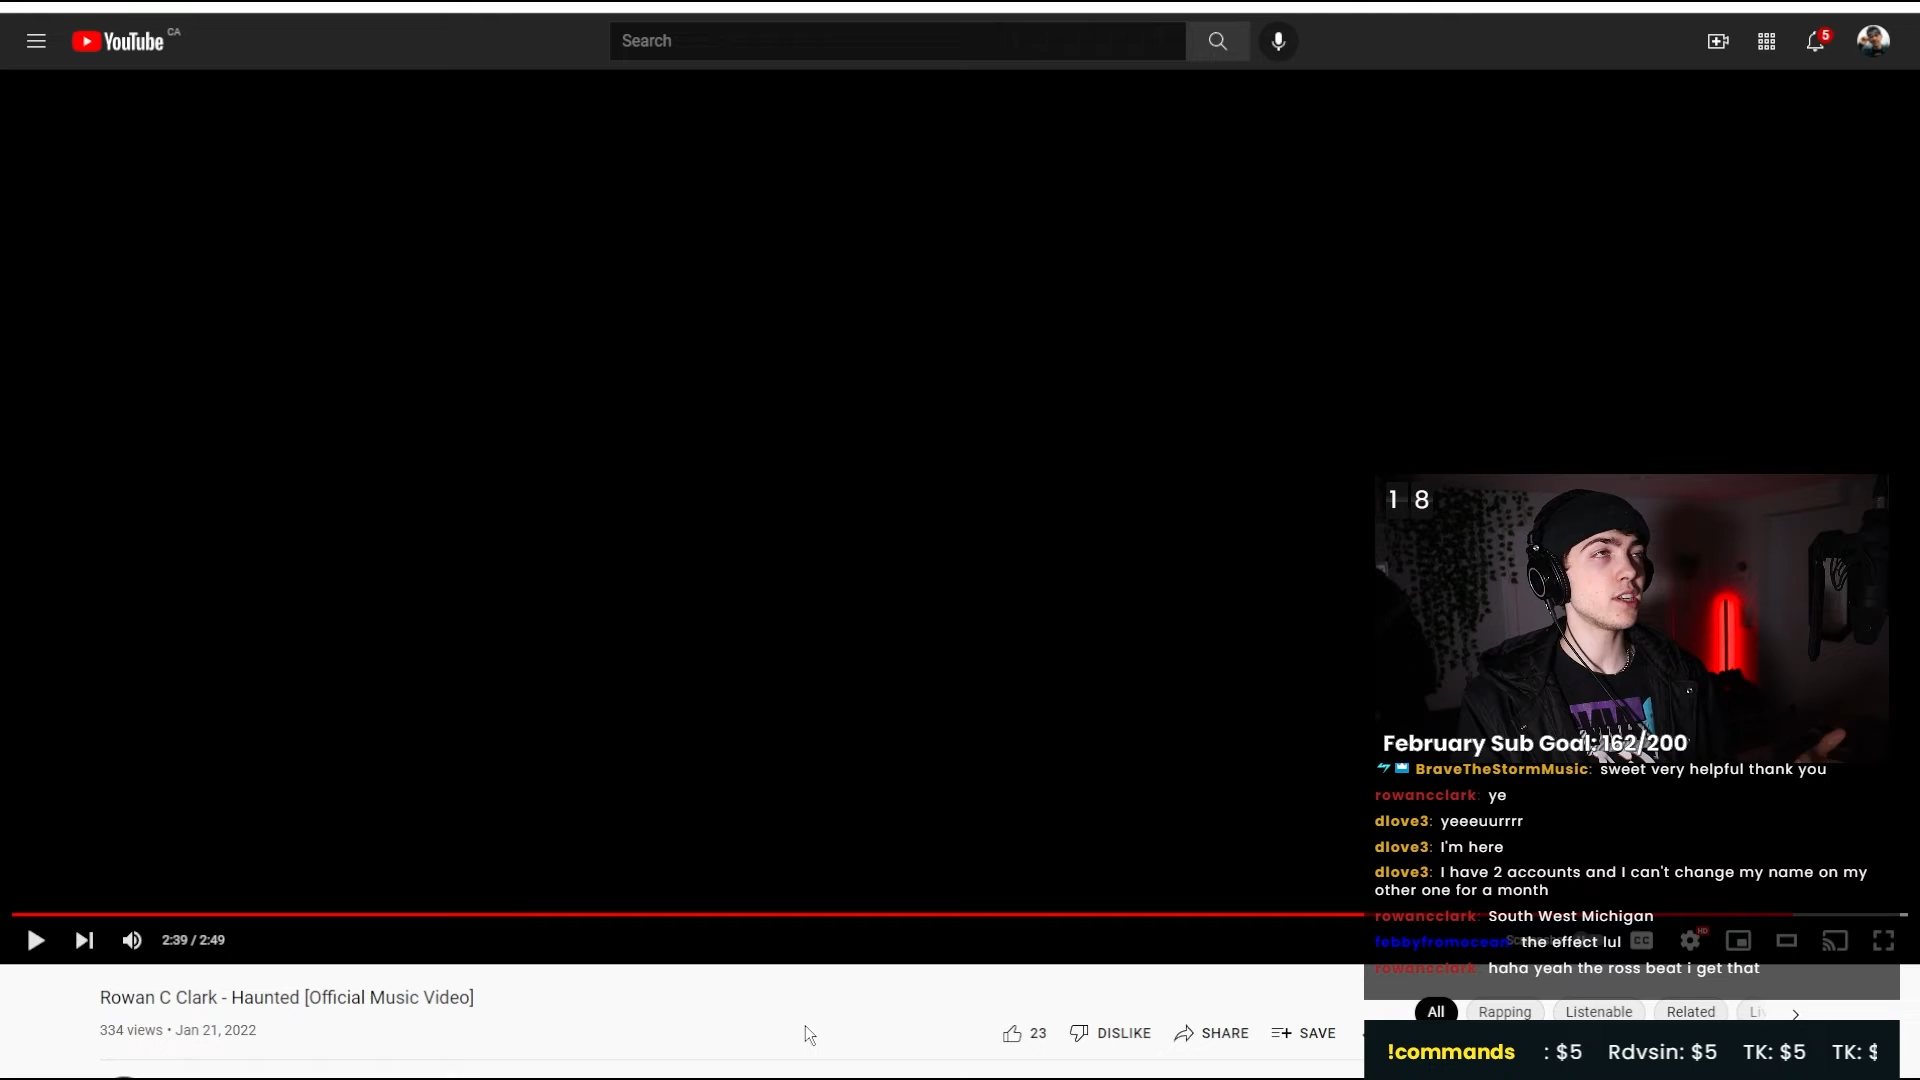 YouTube CA
Search
5
1 8
February Sub Goal: 162/200
BraveTheStormMusic: sweet very helpful thank you
rowancclark: ye
dlove3: yeeeuurrrr
dlove3: I'm here
dlove3: I have 2 accounts and I can't change my name on my
other one for a month
rowancclark: South West Michigan
febbyfromocean: the effect lul
rowancclark: haha yeah the ross beat i get that
2:39 / 2:49
CC
HD
Rowan C Clark - Haunted [Official Music Video]
334 views • Jan 21, 2022
23 DISLIKE SHARE SAVE
All Rapping Listenable Related
!commands : $5 Rdvsin: $5 TK: $5 TK: $